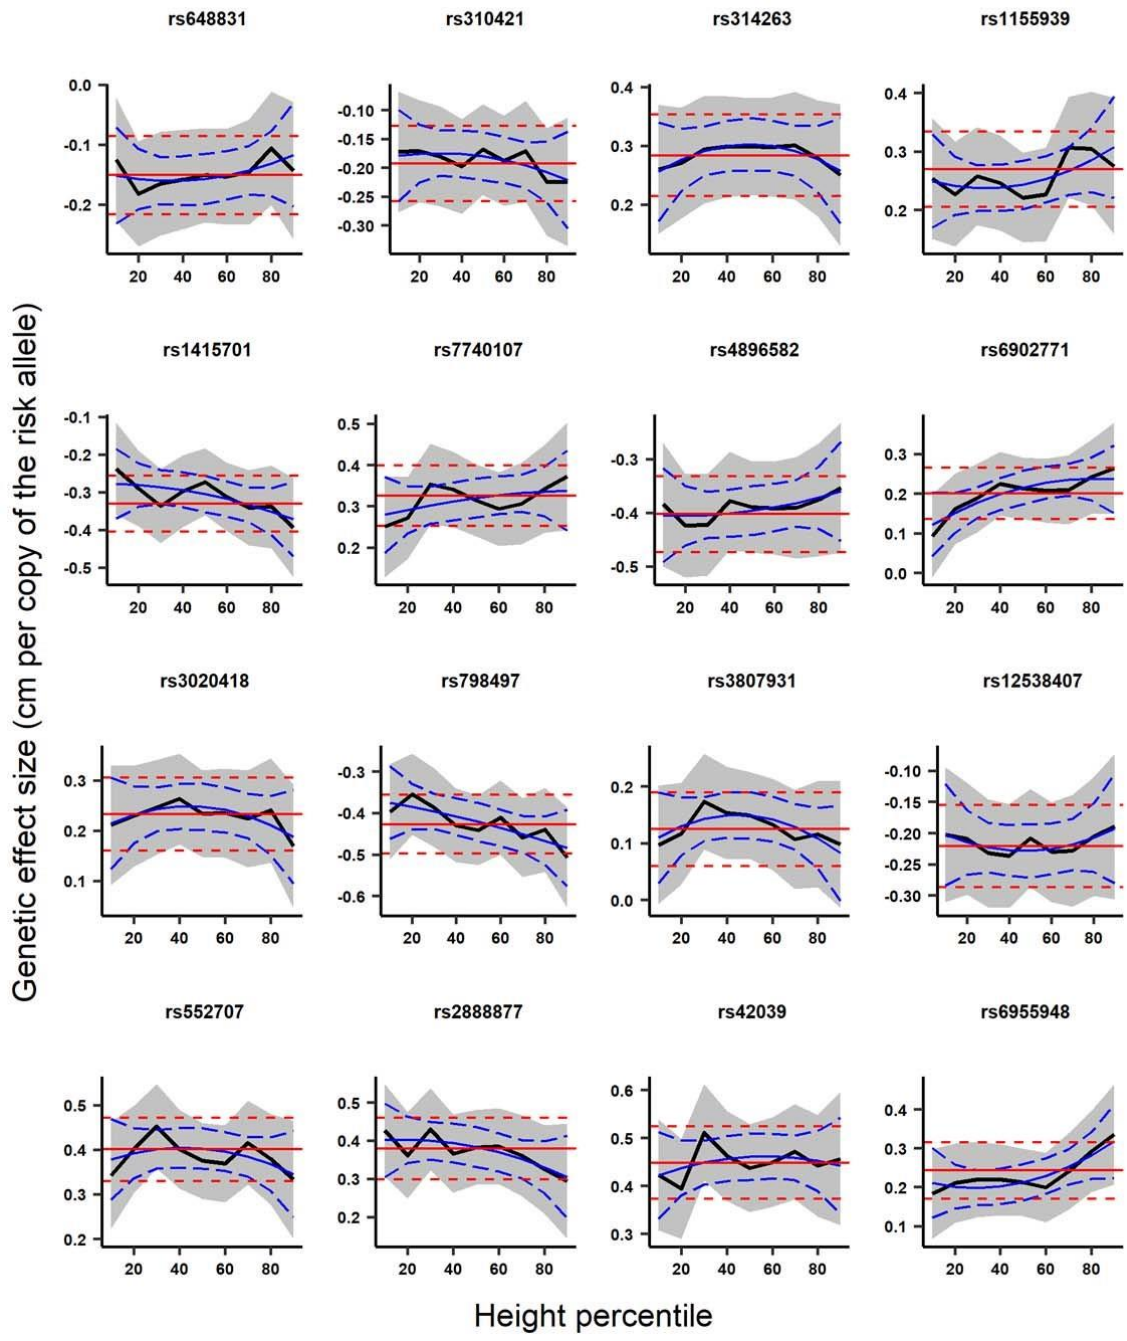 rs648831 rs310421 rs314263 rs1155939
0.0 -0.1 -0.2
20 40 60 80
-0.10 -0.15 -0.20 -0.25 -0.30
20 40 60 80
0.4 0.3 0.2
20 40 60 80
0.4 0.3 0.2
20 40 60 80
Genetic effect size (cm per copy of the risk allele)
rs1415701 rs7740107 rs4896582 rs6902771
-0.1 -0.2 -0.3 -0.4 -0.5
20 40 60 80
0.5 0.4 0.3 0.2
20 40 60 80
-0.3 -0.4 -0.5
20 40 60 80
0.3 0.2 0.1 0.0
20 40 60 80
rs3020418 rs798497 rs3807931 rs12538407
0.3 0.2 0.1
20 40 60 80
-0.3 -0.4 -0.5 -0.6
20 40 60 80
0.2 0.1 0.0
20 40 60 80
-0.10 -0.15 -0.20 -0.25 -0.30
20 40 60 80
rs552707 rs2888877 rs42039 rs6955948
0.5 0.4 0.3 0.2
20 40 60 80
0.5 0.4 0.3 0.2
20 40 60 80
0.6 0.5 0.4 0.3
20 40 60 80
0.4 0.3 0.2 0.1
20 40 60 80
Height percentile